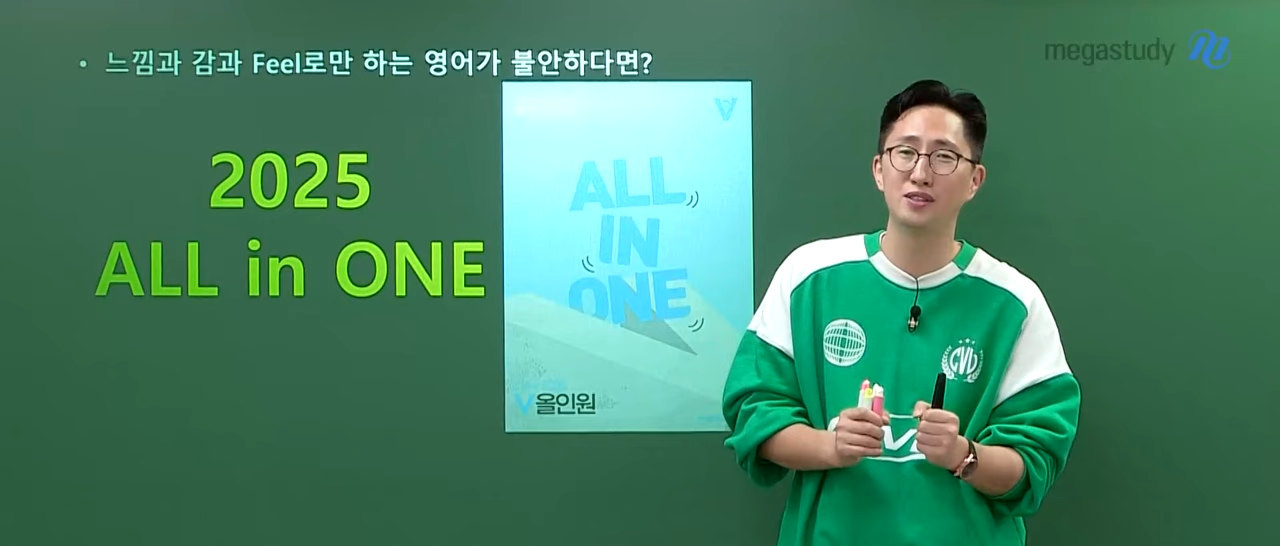 • 느낌과 감과 Feel로만 하는 영어가 불안하다면?
megastudy
2025
ALL in ONE
V
ALL
IN
ONE
V올인원
CVU